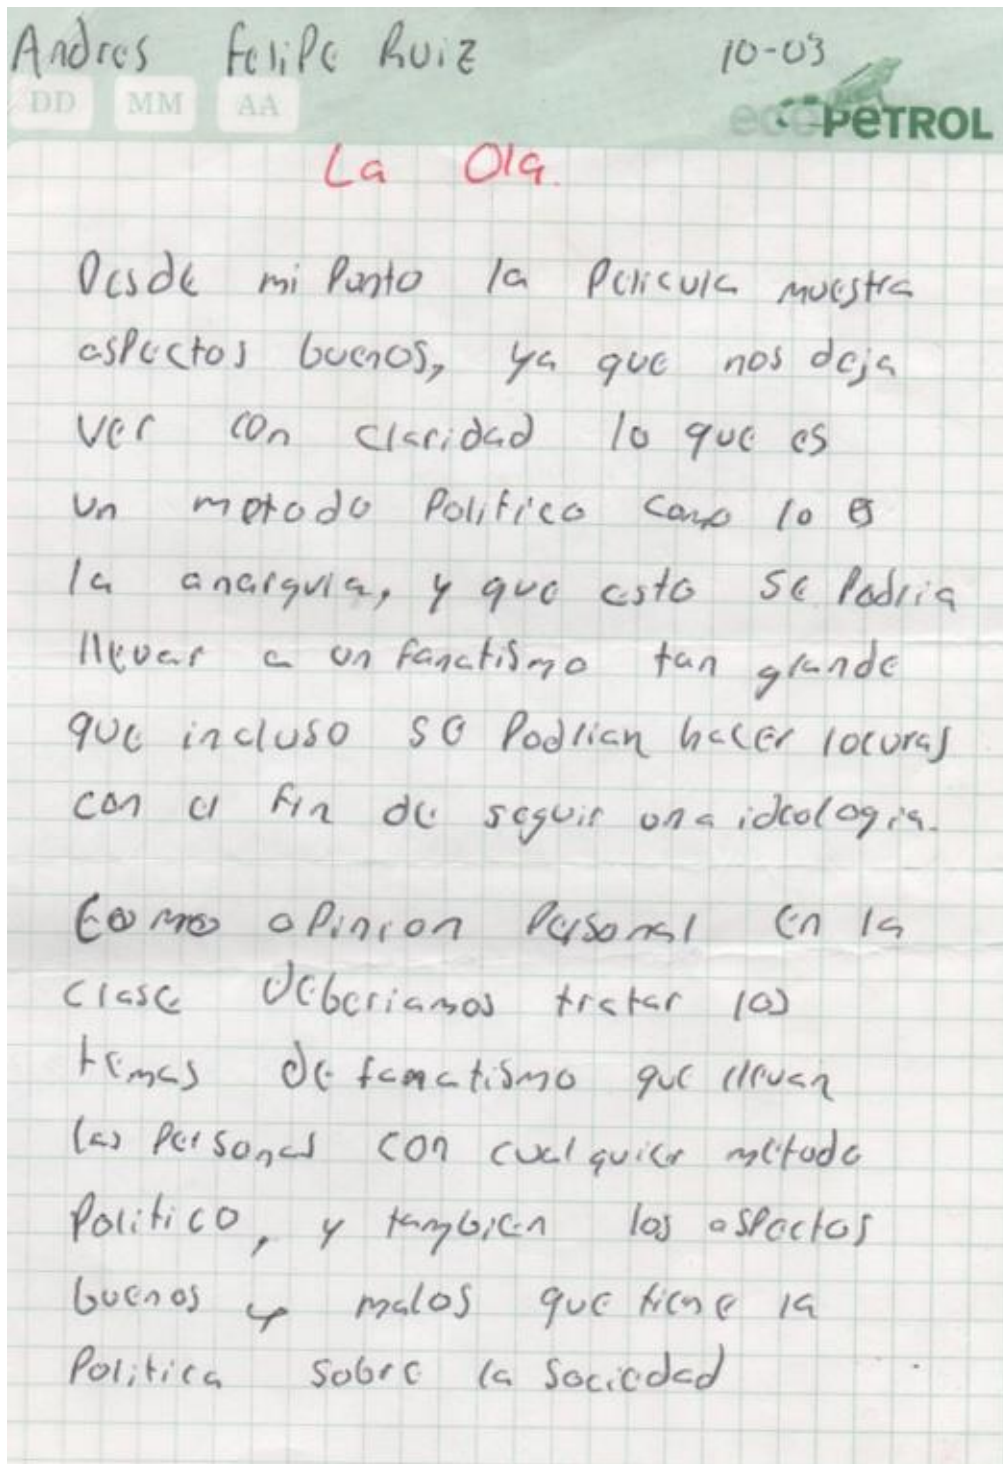 Andres Felipe Ruiz 10-03
DD MM AA
ecoPETROL
La Ola.
Desde mi Punto la Pelicula muestra
aspectos buenos, ya que nos deja
ver con claridad lo que es
un metodo Politico como lo es
la anarquia, y que esto se Podria
llevar a un fanatismo tan grande
que incluso se Podrian hacer locuras
con el fin de seguir una ideologia.
Como opinion Personal en la
clase deberiamos tratar los
temas de fanatismo que llevan
las Personas con cualquier metodo
Politico, y tambien los aspectos
buenos y malos que tiene la
Politica sobre la sociedad